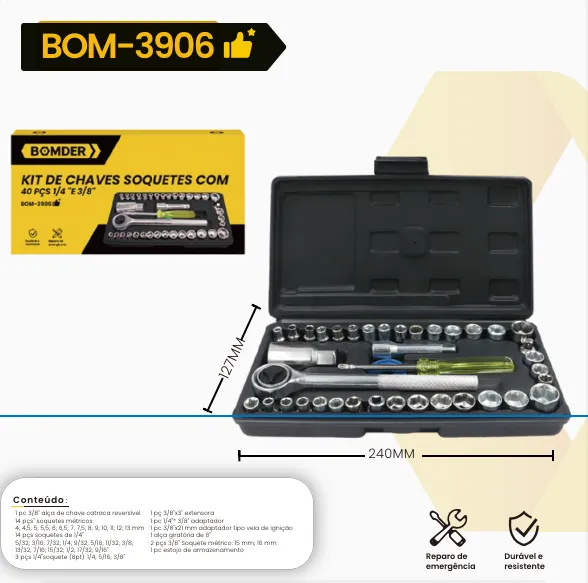 BOM-3906
BOMDER
KIT DE CHAVES SOQUETES COM
40 PÇS 1/4 "E 3/8"
BOM-3906
Durável e
resistente
Reparo de
emergência
127MM
240MM
Conteúdo:
1 pc 3/8" alça de chave catraca reversível
14 pçs" soquetes métricos:
4, 4,5, 5, 5,5, 6, 6,5, 7, 7,5, 8, 9, 10, 11, 12, 13 mm
14 pçs soquetes de 1/4"
5/32, 3/16, 7/32, 1/4, 9/32, 5/16, 11/32, 3/8,
13/32, 7/16, 15/32, 1/2, 17/32, 9/16"
3 pçs 1/4"soquete (8pt): 1/4, 5/16, 3/8"
1 pç 3/8"x3" extensora
1 pc 1/4"* 3/8" adaptador
1 pc 3/8"x21 mm adaptador tipo vela de ignição
1 alça giratória de 6"
2 pçs 3/8" Soquete métrico: 15 mm, 16 mm
1 pc estojo de armazenamento
Reparo de
emergência
Durável e
resistente